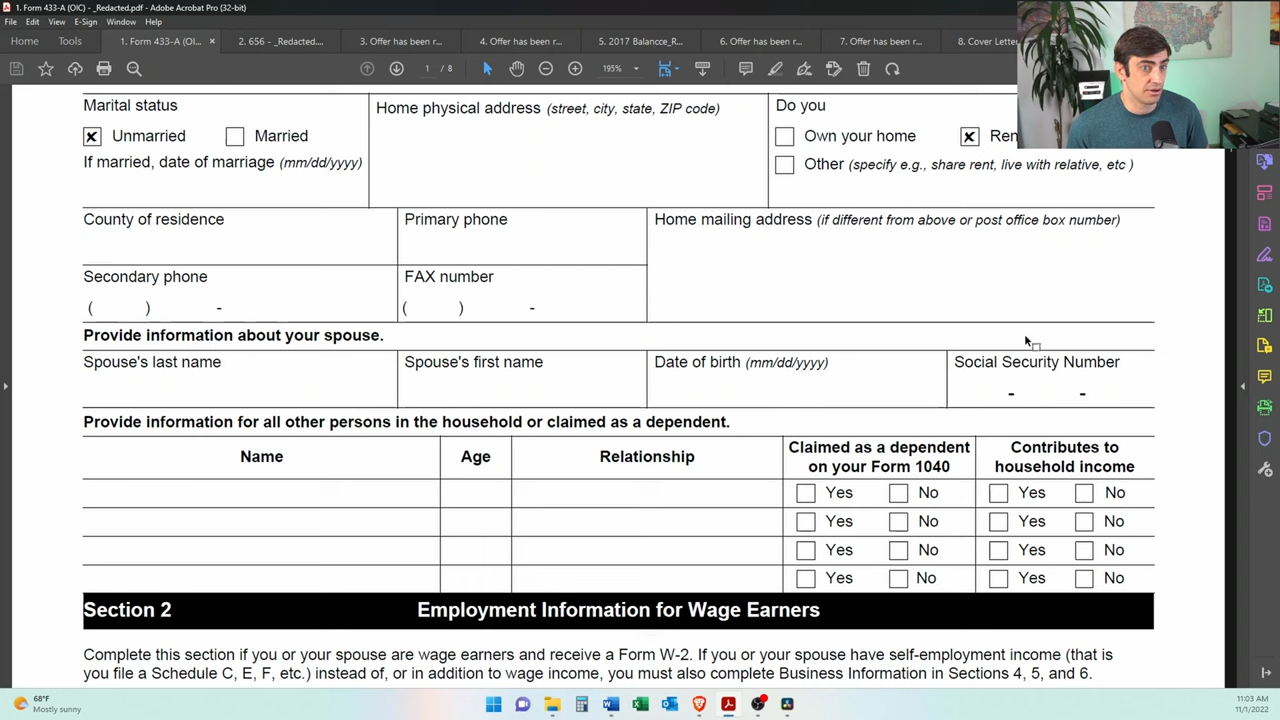 1. Form 433-A (OIC) - _Redacted.pdf - Adobe Acrobat Pro (32-bit)
File Edit View E-Sign Window Help
Home Tools 1. Form 433-A (OI... × 2. 656 - _Redacted.... 3. Offer has been r... 4. Offer has been r... 5. 2017 Balancce_R... 6. Offer has been r... 7. Offer has been r... 8. Cover Letter
1 / 8 195%
Marital status
Home physical address (street, city, state, ZIP code)
Do you
Unmarried Married
Own your home Ren
If married, date of marriage (mm/dd/yyyy)
Other (specify e.g., share rent, live with relative, etc )
County of residence Primary phone Home mailing address (if different from above or post office box number)
Secondary phone FAX number
( ) - ( ) -
Provide information about your spouse.
Spouse's last name Spouse's first name Date of birth (mm/dd/yyyy) Social Security Number
- -
Provide information for all other persons in the household or claimed as a dependent.
Name Age Relationship Claimed as a dependent on your Form 1040 Contributes to household income
Yes No Yes No
Yes No Yes No
Yes No Yes No
Yes No Yes No
Section 2 Employment Information for Wage Earners
Complete this section if you or your spouse are wage earners and receive a Form W-2. If you or your spouse have self-employment income (that is
you file a Schedule C, E, F, etc.) instead of, or in addition to wage income, you must also complete Business Information in Sections 4, 5, and 6.
68°F
Mostly sunny
11:03 AM
11/1/2022